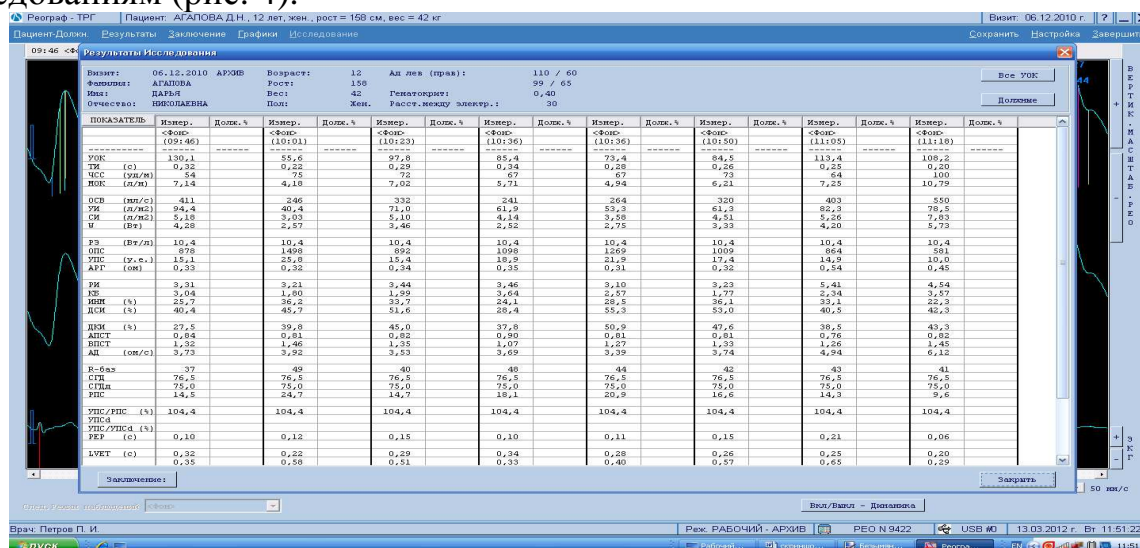 едованиям (рис. 4).
Реограф - ТРГ Пациент: АГАПОВА Д.Н., 12 лет, жен., рост = 158 см, вес = 42 кг Визит: 06.12.2010 г. ?
Пациент-Должн. Результаты Заключение Графики Исследование Сохранить Настройка Завершит
09:46 Результаты Исследования
Визит: 06.12.2010 АРХИВ Возраст: 12 Ад лев (прав): 110 / 60
Фамилия: АГАПОВА Рост: 158 99 / 65
Имя: ДАРЬЯ Вес: 42 Гематокрит: 0,40
Отчество: НИКОЛАЕВНА Пол: Жен. Расст.между электр.: 30
Все УОК
Должные
ПОКАЗАТЕЛЬ Измер. Долж.% Измер. Долж.% Измер. Долж.% Измер. Долж.% Измер. Долж.% Измер. Долж.% Измер. Долж.% Измер. Долж.%
<Фон> <Фон> <Фон> <Фон> <Фон> <Фон> <Фон> <Фон>
(09:46) (10:01) (10:23) (10:36) (10:36) (10:50) (11:05) (11:18)
УОК 130,1 55,6 97,8 85,4 73,4 84,5 113,4 108,2
ТИ (с) 0,32 0,22 0,29 0,34 0,28 0,26 0,25 0,20
ЧСС (уд/м) 54 75 72 67 67 73 64 100
МОК (л/м) 7,14 4,18 7,02 5,71 4,94 6,21 7,25 10,79
ОСВ (мл/с) 411 246 332 241 264 320 403 550
УИ (л/м2) 94,4 40,4 71,0 61,9 53,3 61,3 82,3 78,5
СИ (л/м2) 5,18 3,03 5,10 4,14 3,58 4,51 5,26 7,83
W (Вт) 4,28 2,57 3,46 2,52 2,75 3,33 4,20 5,73
РЭ (Вт/л) 10,4 10,4 10,4 10,4 10,4 10,4 10,4 10,4
ОПС 878 1498 892 1098 1269 1009 864 581
УПС (у.е.) 15,1 25,8 15,4 18,9 21,9 17,4 14,9 10,0
АРГ (ом) 0,33 0,32 0,34 0,35 0,31 0,32 0,54 0,45
РИ 3,31 3,21 3,44 3,46 3,10 3,23 5,41 4,54
КБ 3,04 1,80 1,99 3,64 2,57 1,77 2,34 3,57
ИНМ (%) 25,7 36,2 33,7 24,1 28,5 36,1 33,1 22,3
ДСИ (%) 40,4 45,7 51,6 28,4 55,3 53,0 40,5 42,3
ДКИ (%) 27,5 39,8 45,0 37,8 50,9 47,6 38,5 43,3
АПСТ 0,84 0,81 0,82 0,90 0,81 0,81 0,76 0,82
ВПСТ 1,32 1,46 1,35 1,07 1,27 1,33 1,26 1,45
АД (ом/с) 3,73 3,92 3,53 3,69 3,39 3,74 4,94 6,12
R-баз 37 49 40 48 44 42 43 41
СГД 76,5 76,5 76,5 76,5 76,5 76,5 76,5 76,5
СГДд 75,0 75,0 75,0 75,0 75,0 75,0 75,0 75,0
РПС 14,5 24,7 14,7 18,1 20,9 16,6 14,3 9,6
УПС/РПС (%) 104,4 104,4 104,4 104,4 104,4 104,4 104,4 104,4
УПСd
УПС/УПСd (%)
PEP (с) 0,10 0,12 0,15 0,10 0,11 0,15 0,21 0,06
LVET (с) 0,32 0,22 0,29 0,34 0,28 0,26 0,25 0,20
0,35 0,58 0,51 0,33 0,40 0,57 0,65 0,29
Заключение: Закрыть
ВЕРТИК. МАСШТАБ. РЕО
ЭКГ
50 мм/с
<Фон> Вкл/Выкл - Динамика
Врач: Петров П. И. Реж. РАБОЧИЙ - АРХИВ РЕО N 9422 USB #0 13.03.2012 г. Вт 11:51:22
пуск Рабочий... Реогра... EN 11:51